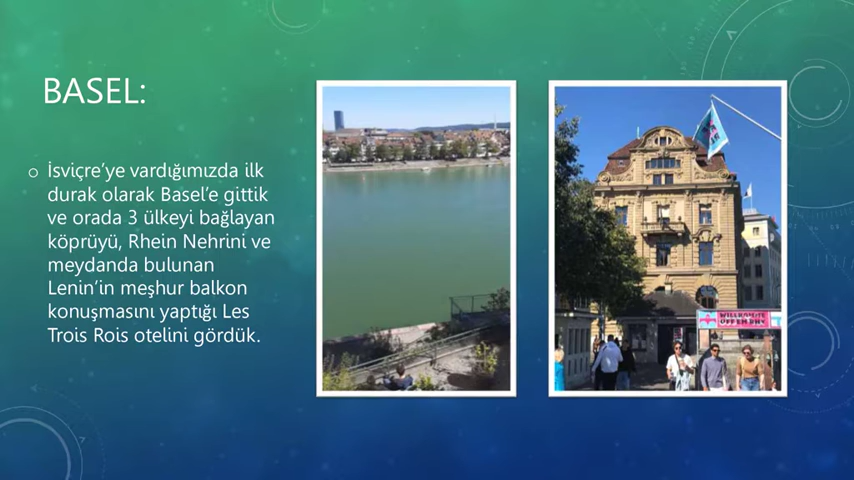 BASEL:
İsviçre’ye vardığımızda ilk
durak olarak Basel’e gittik
ve orada 3 ülkeyi bağlayan
köprüyü, Rhein Nehrini ve
meydanda bulunan
Lenin’in meşhur balkon
konuşmasını yaptığı Les
Trois Rois otelini gördük.
WILLKOMME